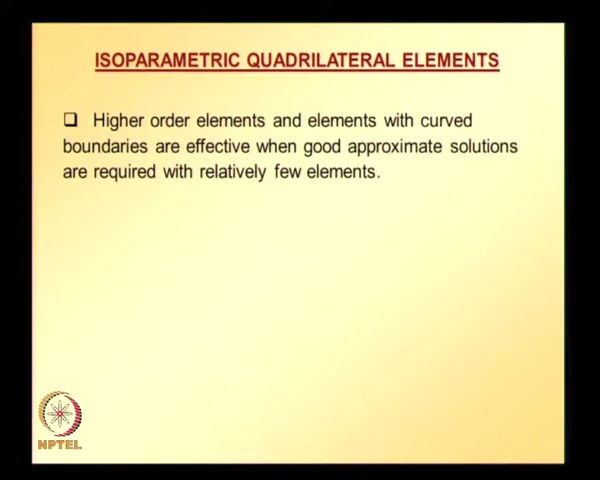 ISOPARAMETRIC QUADRILATERAL ELEMENTS
Higher order elements and elements with curved
boundaries are effective when good approximate solutions
are required with relatively few elements.
NPTEL